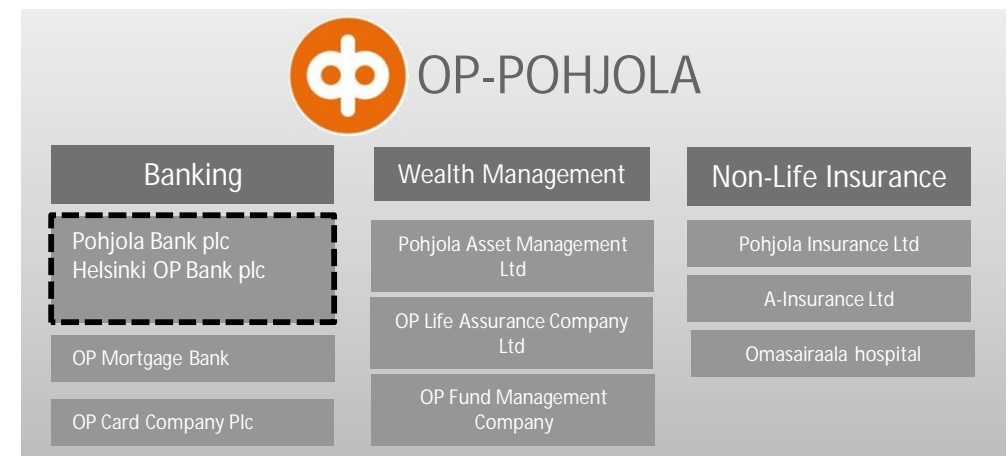 OP-POHJOLA
Banking
Pohjola Bank plc
Helsinki OP Bank plc
OP Mortgage Bank
OP Card Company Plc
Wealth Management
Pohjola Asset Management
Ltd
OP Life Assurance Company
Ltd
OP Fund Management
Company
Non-Life Insurance
Pohjola Insurance Ltd
A-Insurance Ltd
Omasairaala hospital